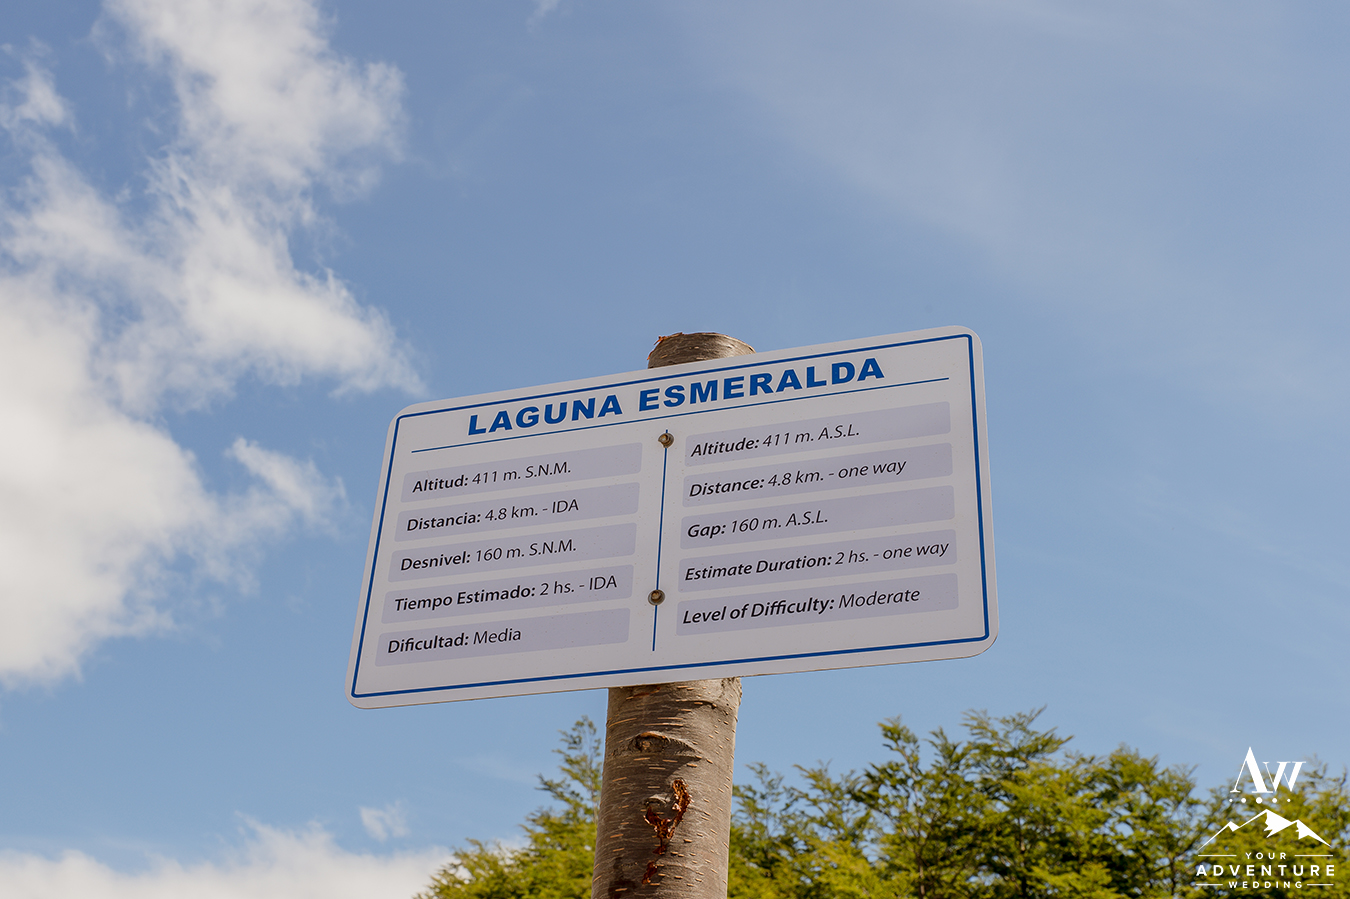 LAGUNA ESMERALDA
Altitud: 411 m. S.N.M.
Distancia: 4.8 km. - IDA
Desnivel: 160 m. S.N.M.
Tiempo Estimado: 2 hs. - IDA
Dificultad: Media
Altitude: 411 m. A.S.L.
Distance: 4.8 km. - one way
Gap: 160 m. A.S.L.
Estimate Duration: 2 hs. - one way
Level of Difficulty: Moderate
AW
YOUR
ADVENTURE
WEDDING